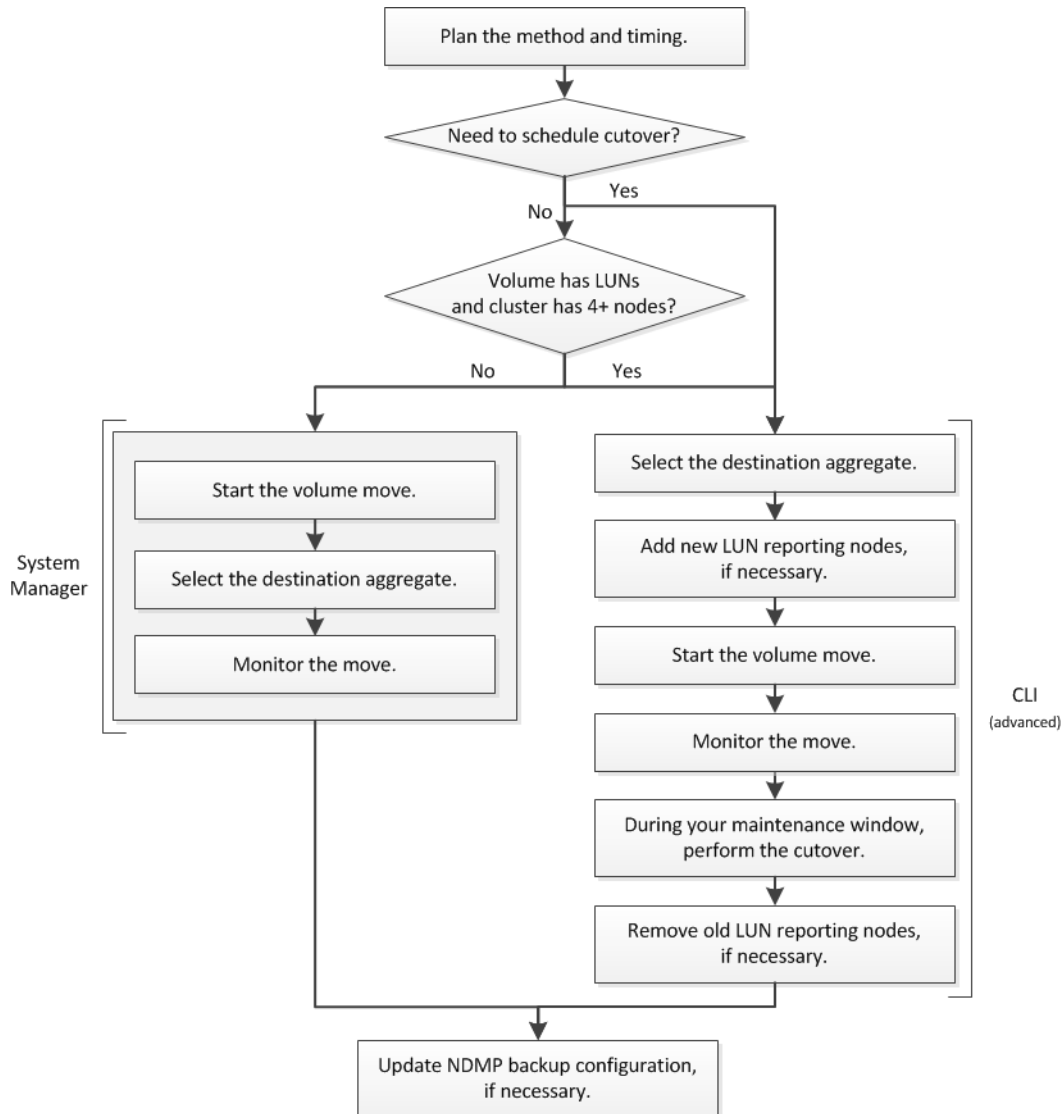 Plan the method and timing.
Need to schedule cutover?
Yes
No
Volume has LUNs
and cluster has 4+ nodes?
No
Yes
System
Manager
Start the volume move.
Select the destination aggregate.
Monitor the move.
Select the destination aggregate.
Add new LUN reporting nodes,
if necessary.
Start the volume move.
Monitor the move.
During your maintenance window,
perform the cutover.
Remove old LUN reporting nodes,
if necessary.
CLI
(advanced)
Update NDMP backup configuration,
if necessary.